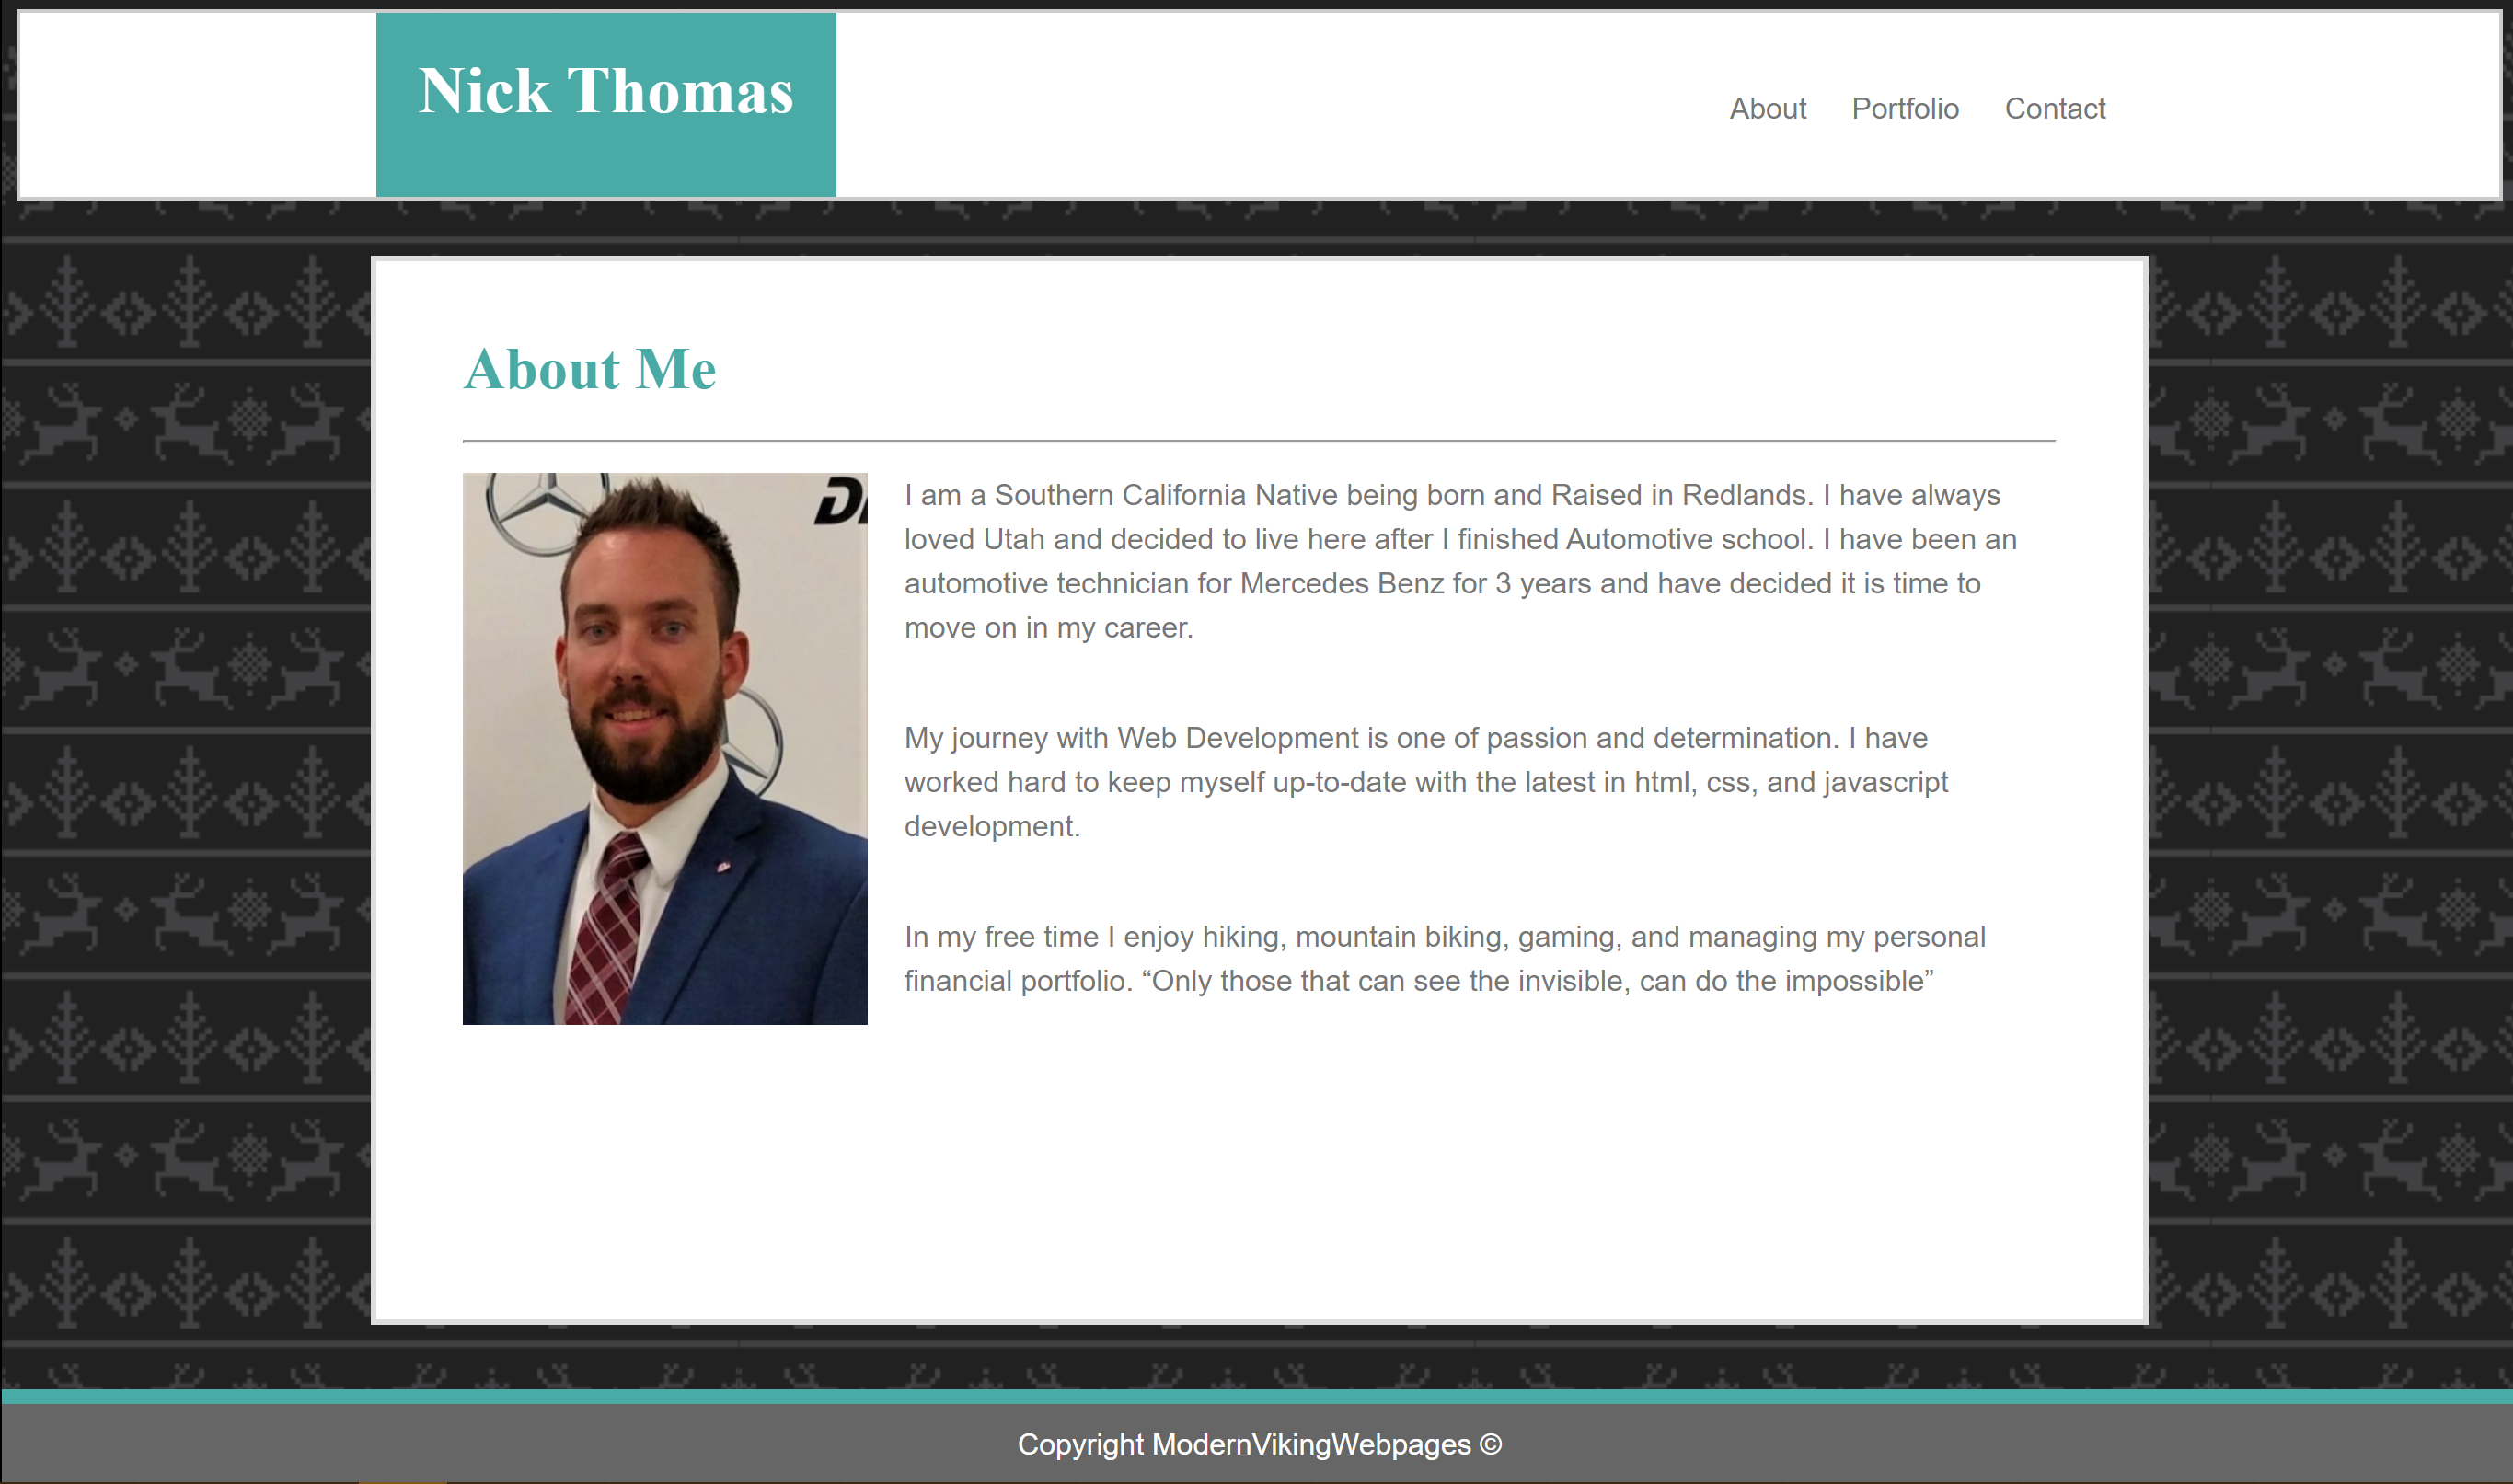 Nick Thomas
About Portfolio Contact
About Me
I am a Southern California Native being born and Raised in Redlands. I have always
loved Utah and decided to live here after I finished Automotive school. I have been an
automotive technician for Mercedes Benz for 3 years and have decided it is time to
move on in my career.
My journey with Web Development is one of passion and determination. I have
worked hard to keep myself up-to-date with the latest in html, css, and javascript
development.
In my free time I enjoy hiking, mountain biking, gaming, and managing my personal
financial portfolio. “Only those that can see the invisible, can do the impossible”
Copyright ModernVikingWebpages ©